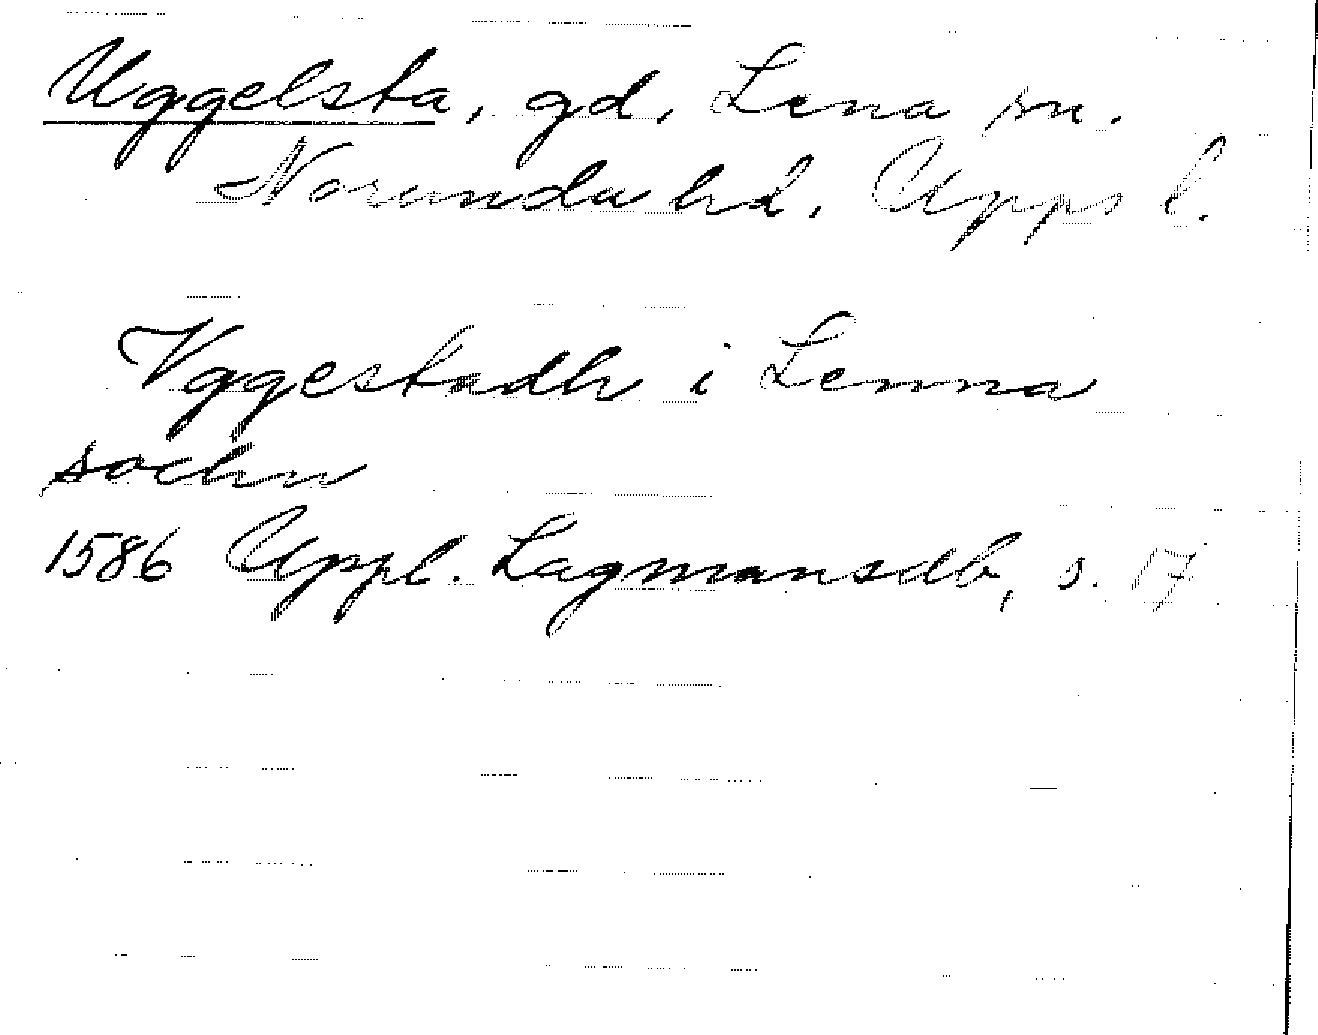 Uggelsta, gd, Lena sn.
Norunda hd, Upps l.
Vggestadh i Lenna
sochn
1586 Uppl. Lagmansdb, s. 17